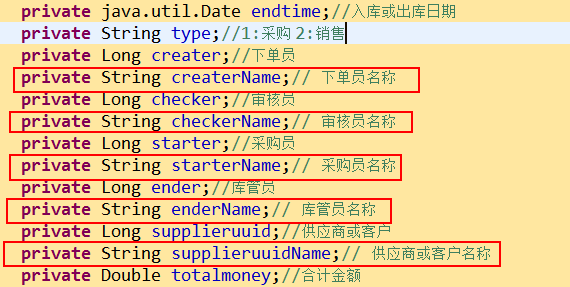 private java.util.Date endtime;//入库或出库日期
private String type;//1:采购 2:销售
private Long creater;//下单员
private String createrName;// 下单员名称
private Long checker;//审核员
private String checkerName;// 审核员名称
private Long starter;//采购员
private String starterName;// 采购员名称
private Long ender;//库管员
private String enderName;// 库管员名称
private Long supplieruuid;//供应商或客户
private String supplieruuidName;// 供应商或客户名称
private Double totalmoney;//合计金额